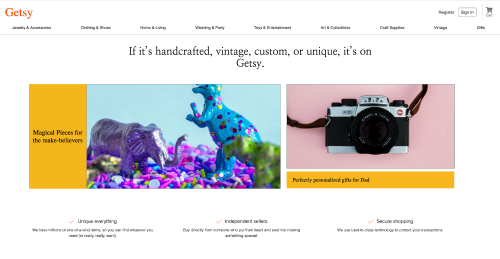 Getsy
Register
Sign In
Cart
Jewelry & Accessories
Clothing & Shoes
Home & Living
Wedding & Party
Toys & Entertainment
Art & Collectibles
Craft Supplies
Vintage
Gifts
If it's handcrafted, vintage, custom, or unique, it's on
Getsy.
Magical Pieces for
the make-believers
Perfectly personalized gifts for Dad
Unique everything
We have millions of one-of-a-kind items, so you can find whatever
you need (or really, really want).
Independent sellers
Buy directly from someone who put their heart and soul into making
something special.
Secure shopping
We use best-in-class technology to protect your transactions.